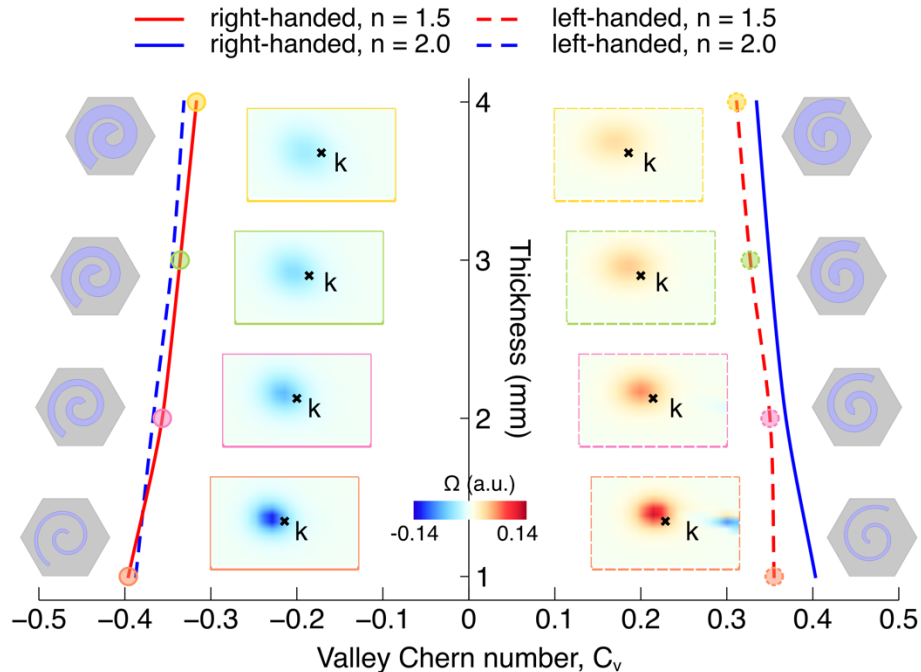 right-handed, n = 1.5
left-handed, n = 1.5
right-handed, n = 2.0
left-handed, n = 2.0
4
k
k
3
k
k
Thickness (mm)
2
k
k
Ω (a.u.)
-0.14
0.14
k
k
1
−0.5
−0.4
−0.3
−0.2
−0.1
0
0.1
0.2
0.3
0.4
0.5
Valley Chern number, Cᵥ